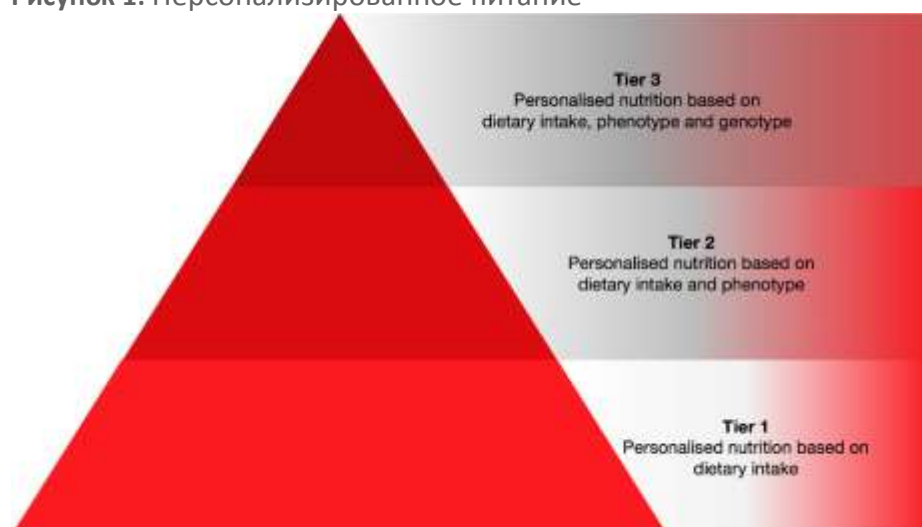 Рисунок 1. Персонализированное питание
Tier 3
Personalised nutrition based on
dietary intake, phenotype and genotype
Tier 2
Personalised nutrition based on
dietary intake and phenotype
Tier 1
Personalised nutrition based on
dietary intake